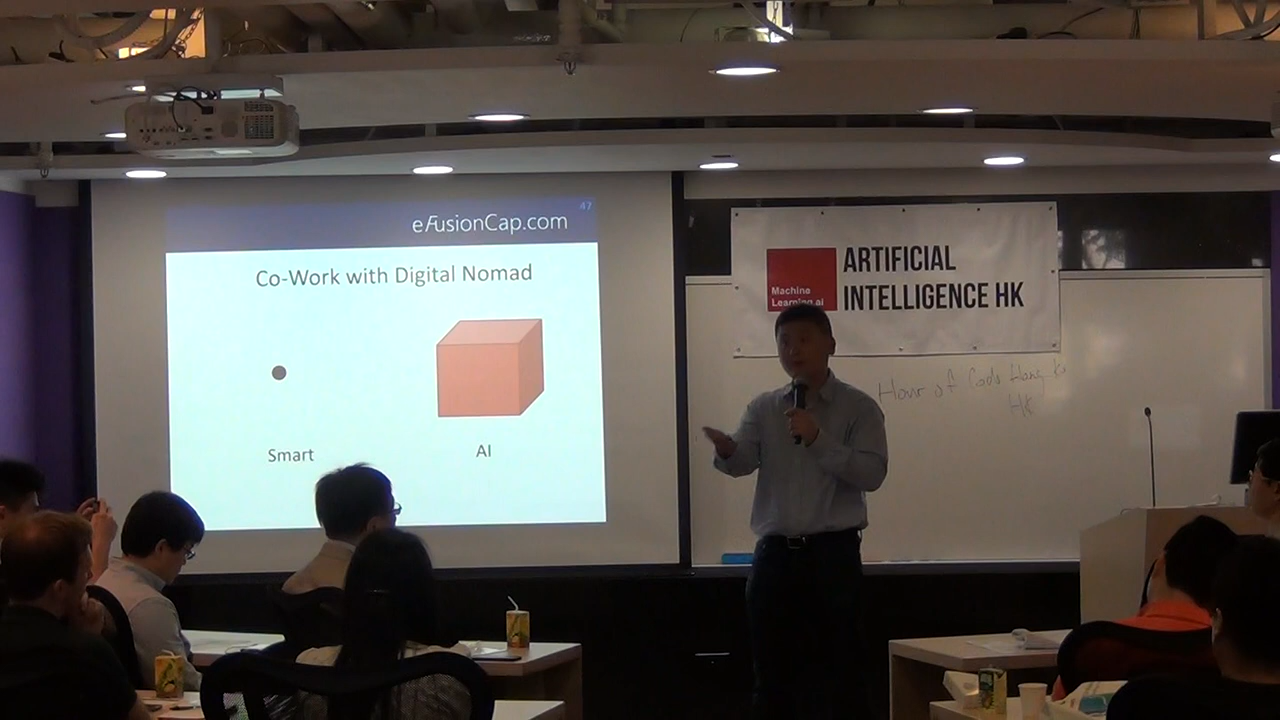 47
eFusionCap.com
Co-Work with Digital Nomad
Smart
AI
Machine
Learning.ai
ARTIFICIAL
INTELLIGENCE HK
Hour of Code Hong K
HK